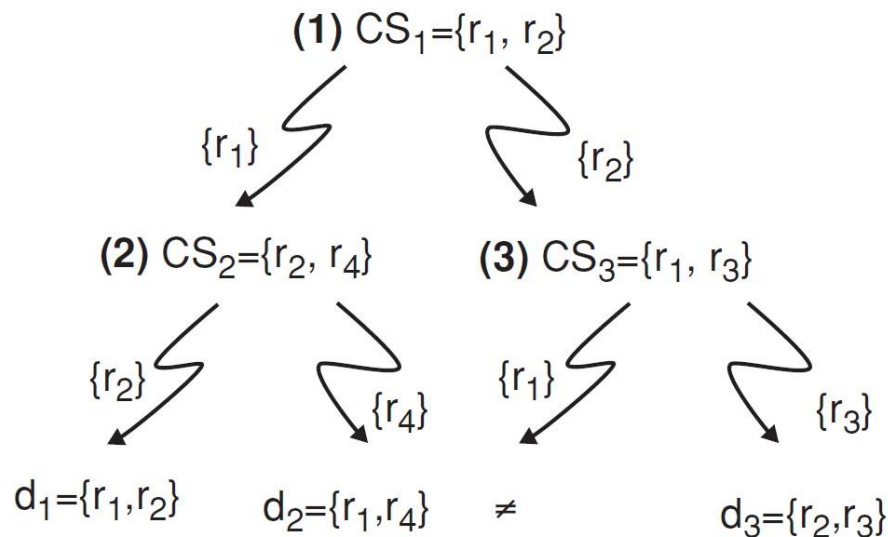 (1) CS₁={r₁, r₂}
{r₁} {r₂}
(2) CS₂={r₂, r₄} (3) CS₃={r₁, r₃}
{r₂} {r₄} {r₁} {r₃}
d₁={r₁,r₂} d₂={r₁,r₄} ≠ d₃={r₂,r₃}